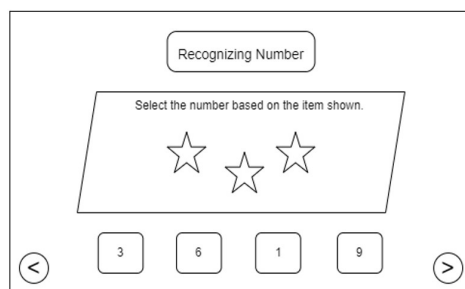 Recognizing Number
Select the number based on the item shown.
3 6 1 9
< >